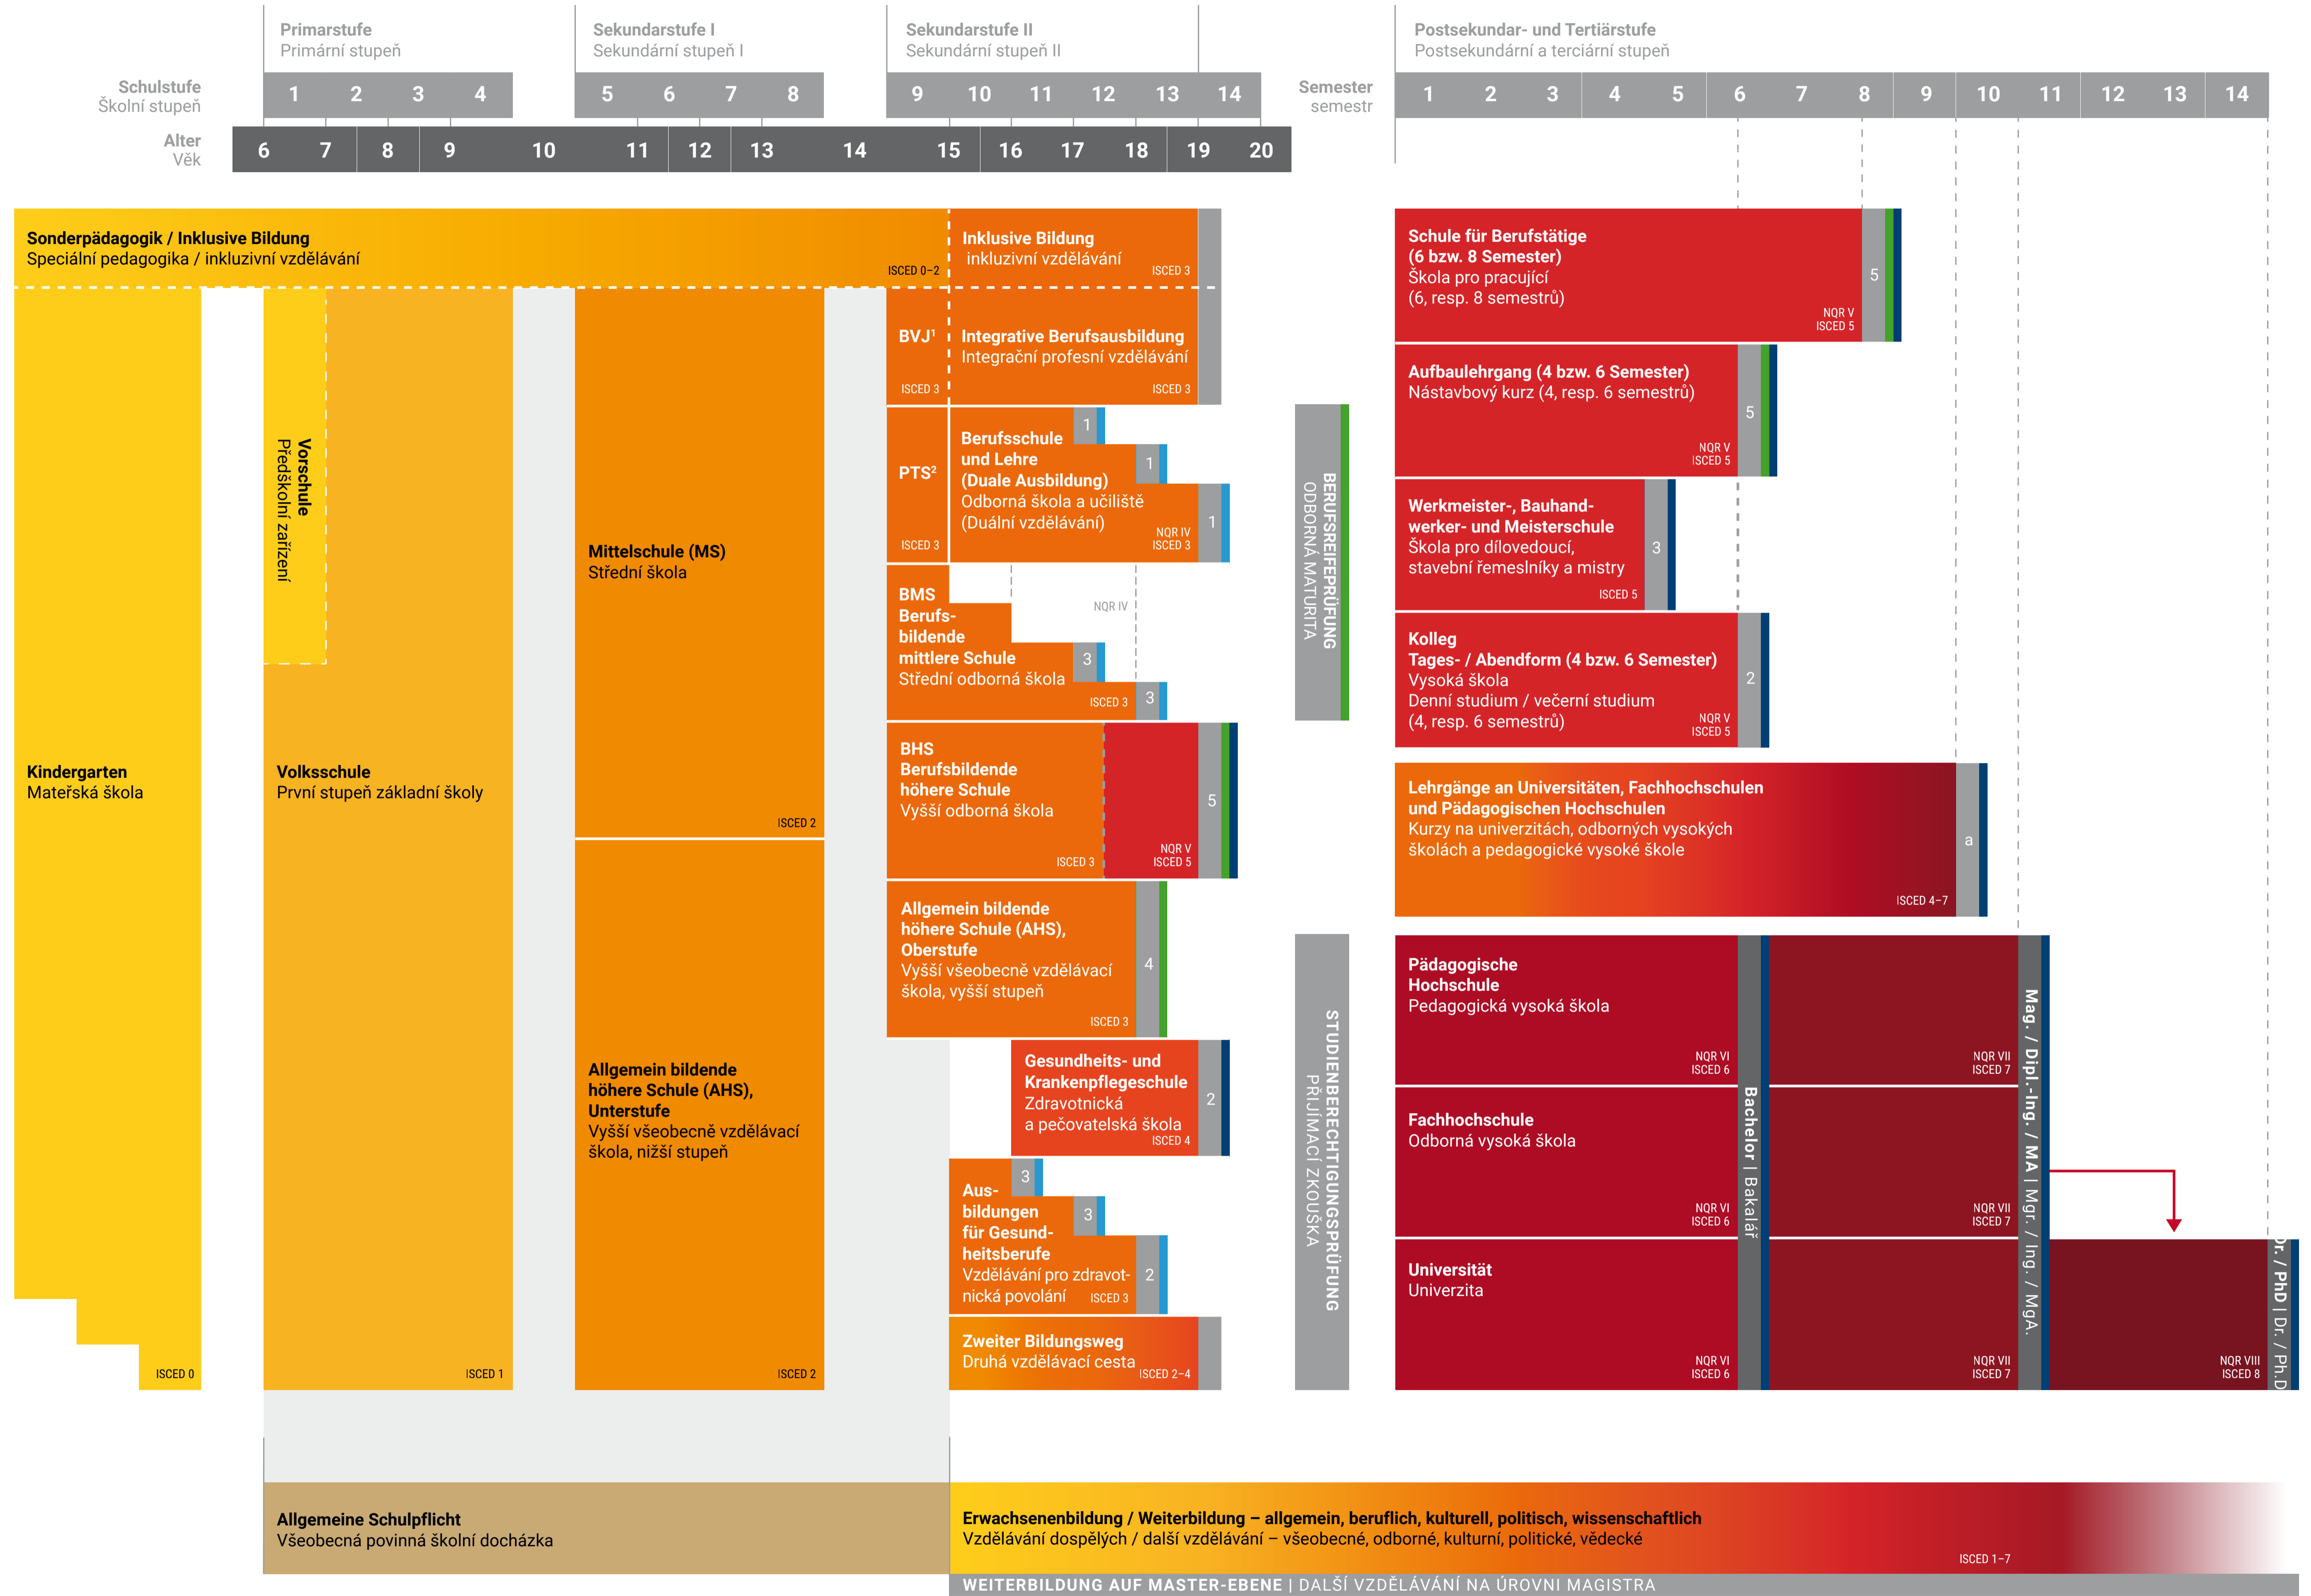 Primarstufe
Primární stupeň
Sekundarstufe I
Sekundární stupeň I
Sekundarstufe II
Sekundární stupeň II
Postsekundar- und Tertiärstufe
Postsekundární a terciární stupeň
Schulstufe
Školní stupeň
1 2 3 4 5 6 7 8 9 10 11 12 13 14
Semester
semestr
1 2 3 4 5 6 7 8 9 10 11 12 13 14
Alter
Věk
6 7 8 9 10 11 12 13 14 15 16 17 18 19 20
Sonderpädagogik / Inklusive Bildung
Speciální pedagogika / inkluzivní vzdělávání
ISCED 0–2
Inklusive Bildung
inkluzivní vzdělávání
ISCED 3
Kindergarten
Mateřská škola
ISCED 0
Vorschule
Předškolní zařízení
Volksschule
První stupeň základní školy
ISCED 1
Mittelschule (MS)
Střední škola
ISCED 2
Allgemein bildende
höhere Schule (AHS),
Unterstufe
Vyšší všeobecně vzdělávací
škola, nižší stupeň
ISCED 2
BVJ¹
ISCED 3
Integrative Berufsausbildung
Integrační profesní vzdělávání
ISCED 3
PTS²
ISCED 3
Berufsschule
und Lehre
(Duale Ausbildung)
Odborná škola a učiliště
(Duální vzdělávání)
NQR IV
ISCED 3
1
1
1
BMS
Berufs-
bildende
mittlere Schule
Střední odborná škola
ISCED 3
NQR IV
3
3
BHS
Berufsbildende
höhere Schule
Vyšší odborná škola
ISCED 3
NQR V
ISCED 5
5
Allgemein bildende
höhere Schule (AHS),
Oberstufe
Vyšší všeobecně vzdělávací
škola, vyšší stupeň
ISCED 3
4
Gesundheits- und
Krankenpflegeschule
Zdravotnická
a pečovatelská škola
ISCED 4
2
Aus-
bildungen
für Gesund-
heitsberufe
Vzdělávání pro zdravot-
nická povolání
ISCED 3
3
3
2
Zweiter Bildungsweg
Druhá vzdělávací cesta
ISCED 2–4
BERUFSREIFEPRÜFUNG
ODBORNÁ MATURITA
STUDIENBERECHTIGUNGSPRÜFUNG
PŘIJÍMACÍ ZKOUŠKA
Schule für Berufstätige
(6 bzw. 8 Semester)
Škola pro pracující
(6, resp. 8 semestrů)
NQR V
ISCED 5
5
Aufbaulehrgang (4 bzw. 6 Semester)
Nástavbový kurz (4, resp. 6 semestrů)
NQR V
ISCED 5
5
Werkmeister-, Bauhand-
werker- und Meisterschule
Škola pro dílovedoucí,
stavební řemeslníky a mistry
ISCED 5
3
Kolleg
Tages- / Abendform (4 bzw. 6 Semester)
Vysoká škola
Denní studium / večerní studium
(4, resp. 6 semestrů)
NQR V
ISCED 5
2
Lehrgänge an Universitäten, Fachhochschulen
und Pädagogischen Hochschulen
Kurzy na univerzitách, odborných vysokých
školách a pedagogické vysoké škole
ISCED 4–7
a
Pädagogische
Hochschule
Pedagogická vysoká škola
NQR VI
ISCED 6
NQR VII
ISCED 7
Fachhochschule
Odborná vysoká škola
NQR VI
ISCED 6
NQR VII
ISCED 7
Universität
Univerzita
NQR VI
ISCED 6
NQR VII
ISCED 7
NQR VIII
ISCED 8
Bachelor | Bakalář
Mag. / Dipl.-Ing. / MA | Mgr. / Ing. / MgA.
Dr. / PhD | Dr. / Ph.D
Allgemeine Schulpflicht
Všeobecná povinná školní docházka
Erwachsenenbildung / Weiterbildung – allgemein, beruflich, kulturell, politisch, wissenschaftlich
Vzdělávání dospělých / další vzdělávání – všeobecné, odborné, kulturní, politické, vědecké
ISCED 1–7
WEITERBILDUNG AUF MASTER-EBENE | DALŠÍ VZDĚLÁVÁNÍ NA ÚROVNI MAGISTRA